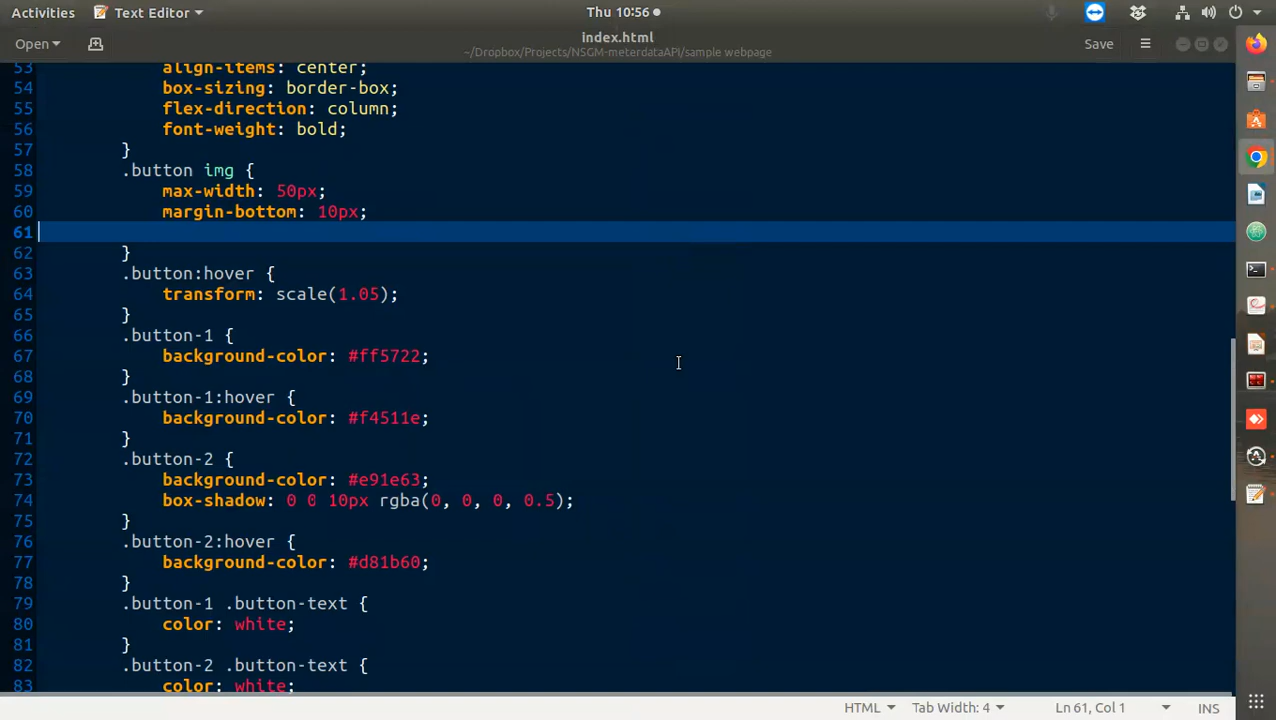 Activities
Text Editor
Thu 10:56
Open
index.html
~/Dropbox/Projects/NSGM-meterdataAPI/sample webpage
Save
53 align-items: center;
54 box-sizing: border-box;
55 flex-direction: column;
56 font-weight: bold;
57 }
58 .button img {
59 max-width: 50px;
60 margin-bottom: 10px;
61
62 }
63 .button:hover {
64 transform: scale(1.05);
65 }
66 .button-1 {
67 background-color: #ff5722;
68 }
69 .button-1:hover {
70 background-color: #f4511e;
71 }
72 .button-2 {
73 background-color: #e91e63;
74 box-shadow: 0 0 10px rgba(0, 0, 0, 0.5);
75 }
76 .button-2:hover {
77 background-color: #d81b60;
78 }
79 .button-1 .button-text {
80 color: white;
81 }
82 .button-2 .button-text {
83 color: white;
HTML
Tab Width: 4
Ln 61, Col 1
INS